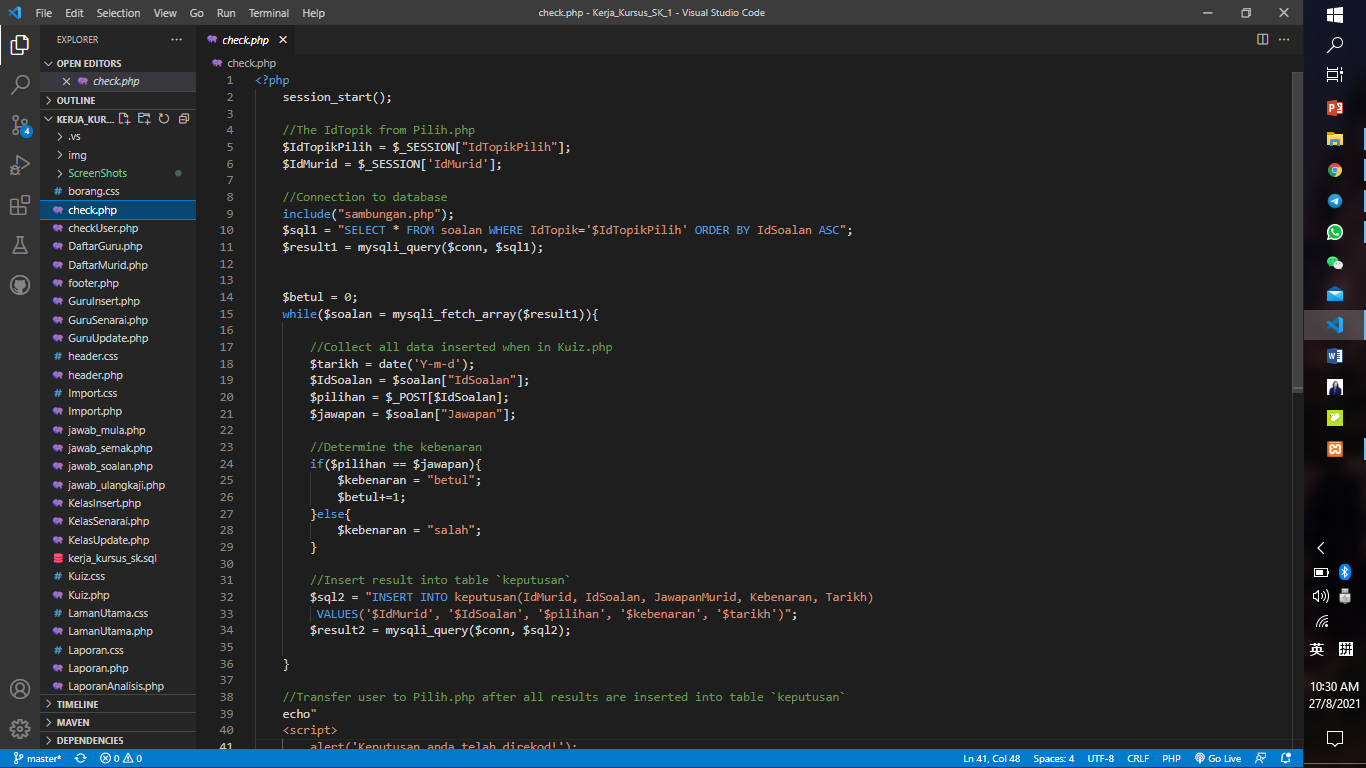 File Edit Selection View Go Run Terminal Help
check.php - Kerja_Kursus_SK_1 - Visual Studio Code
EXPLORER
OPEN EDITORS
check.php
OUTLINE
KERJA_KUR...
.vs
img
ScreenShots
borang.css
check.php
checkUser.php
DaftarGuru.php
DaftarMurid.php
footer.php
GuruInsert.php
GuruSenarai.php
GuruUpdate.php
header.css
header.php
Import.css
Import.php
jawab_mula.php
jawab_semak.php
jawab_soalan.php
jawab_ulangkaji.php
KelasInsert.php
KelasSenarai.php
KelasUpdate.php
kerja_kursus_sk.sql
Kuiz.css
Kuiz.php
LamanUtama.css
LamanUtama.php
Laporan.css
Laporan.php
LaporanAnalisis.php
TIMELINE
MAVEN
DEPENDENCIES
4
check.php
check.php
1 <?php
2 session_start();
3
4 //The IdTopik from Pilih.php
5 $IdTopikPilih = $_SESSION["IdTopikPilih"];
6 $IdMurid = $_SESSION['IdMurid'];
7
8 //Connection to database
9 include("sambungan.php");
10 $sql1 = "SELECT * FROM soalan WHERE IdTopik='$IdTopikPilih' ORDER BY IdSoalan ASC";
11 $result1 = mysqli_query($conn, $sql1);
12
13
14 $betul = 0;
15 while($soalan = mysqli_fetch_array($result1)){
16
17 //Collect all data inserted when in Kuiz.php
18 $tarikh = date('Y-m-d');
19 $IdSoalan = $soalan["IdSoalan"];
20 $pilihan = $_POST[$IdSoalan];
21 $jawapan = $soalan["Jawapan"];
22
23 //Determine the kebenaran
24 if($pilihan == $jawapan){
25 $kebenaran = "betul";
26 $betul+=1;
27 }else{
28 $kebenaran = "salah";
29 }
30
31 //Insert result into table `keputusan`
32 $sql2 = "INSERT INTO keputusan(IdMurid, IdSoalan, JawapanMurid, Kebenaran, Tarikh)
33 VALUES('$IdMurid', '$IdSoalan', '$pilihan', '$kebenaran', '$tarikh')";
34 $result2 = mysqli_query($conn, $sql2);
35
36 }
37
38 //Transfer user to Pilih.php after all results are inserted into table `keputusan`
39 echo"
40 <script>
41 alert('Keputusan anda telah direkod!');
master* 0 0
Ln 41, Col 48 Spaces: 4 UTF-8 CRLF PHP Go Live
英 拼
10:30 AM
27/8/2021